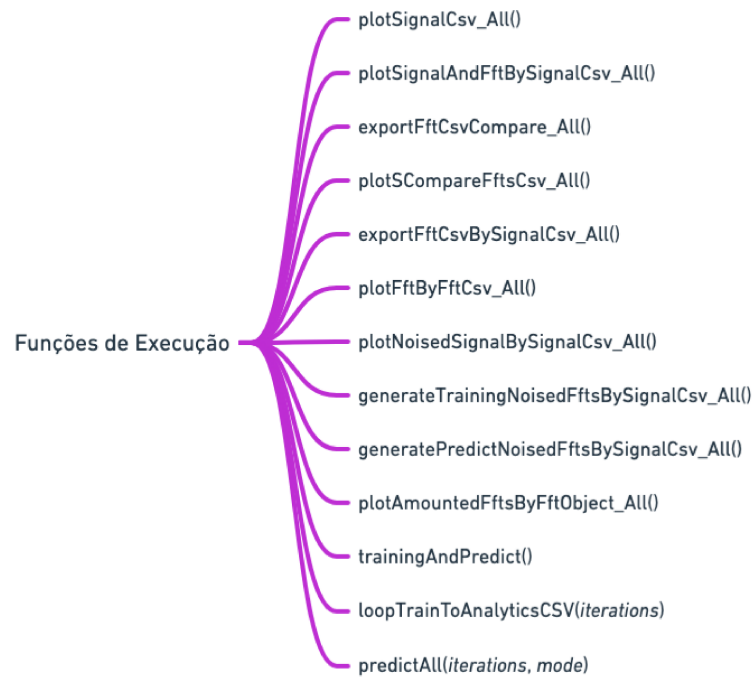 plotSignalCsv_All()
plotSignalAndFftBySignalCsv_All()
exportFftCsvCompare_All()
plotSCompareFftsCsv_All()
exportFftCsvBySignalCsv_All()
plotFftByFftCsv_All()
Funções de Execução
plotNoisedSignalBySignalCsv_All()
generateTrainingNoisedFftsBySignalCsv_All()
generatePredictNoisedFftsBySignalCsv_All()
plotAmountedFftsByFftObject_All()
trainingAndPredict()
loopTrainToAnalyticsCSV(iterations)
predictAll(iterations, mode)